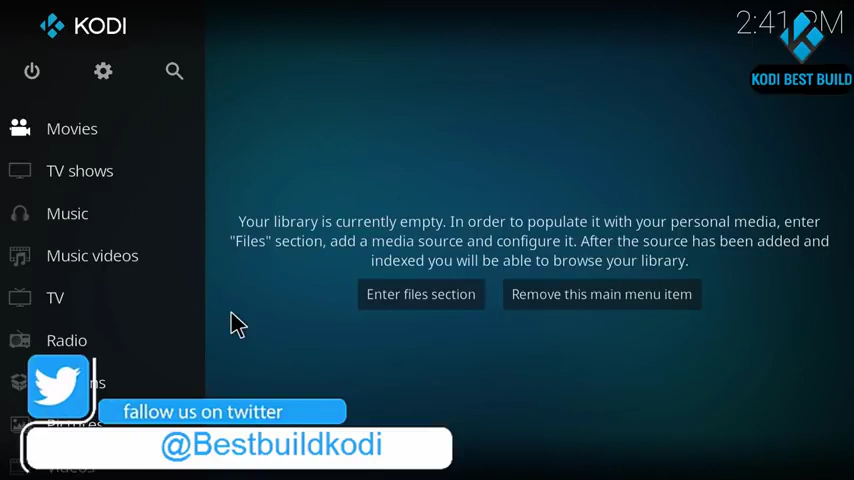 KODI
2:41 PM
KODI BEST BUILD
Movies
TV shows
Music
Music videos
TV
Radio
Your library is currently empty. In order to populate it with your personal media, enter
"Files" section, add a media source and configure it. After the source has been added and
indexed you will be able to browse your library.
Enter files section
Remove this main menu item
fallow us on twitter
@Bestbuildkodi